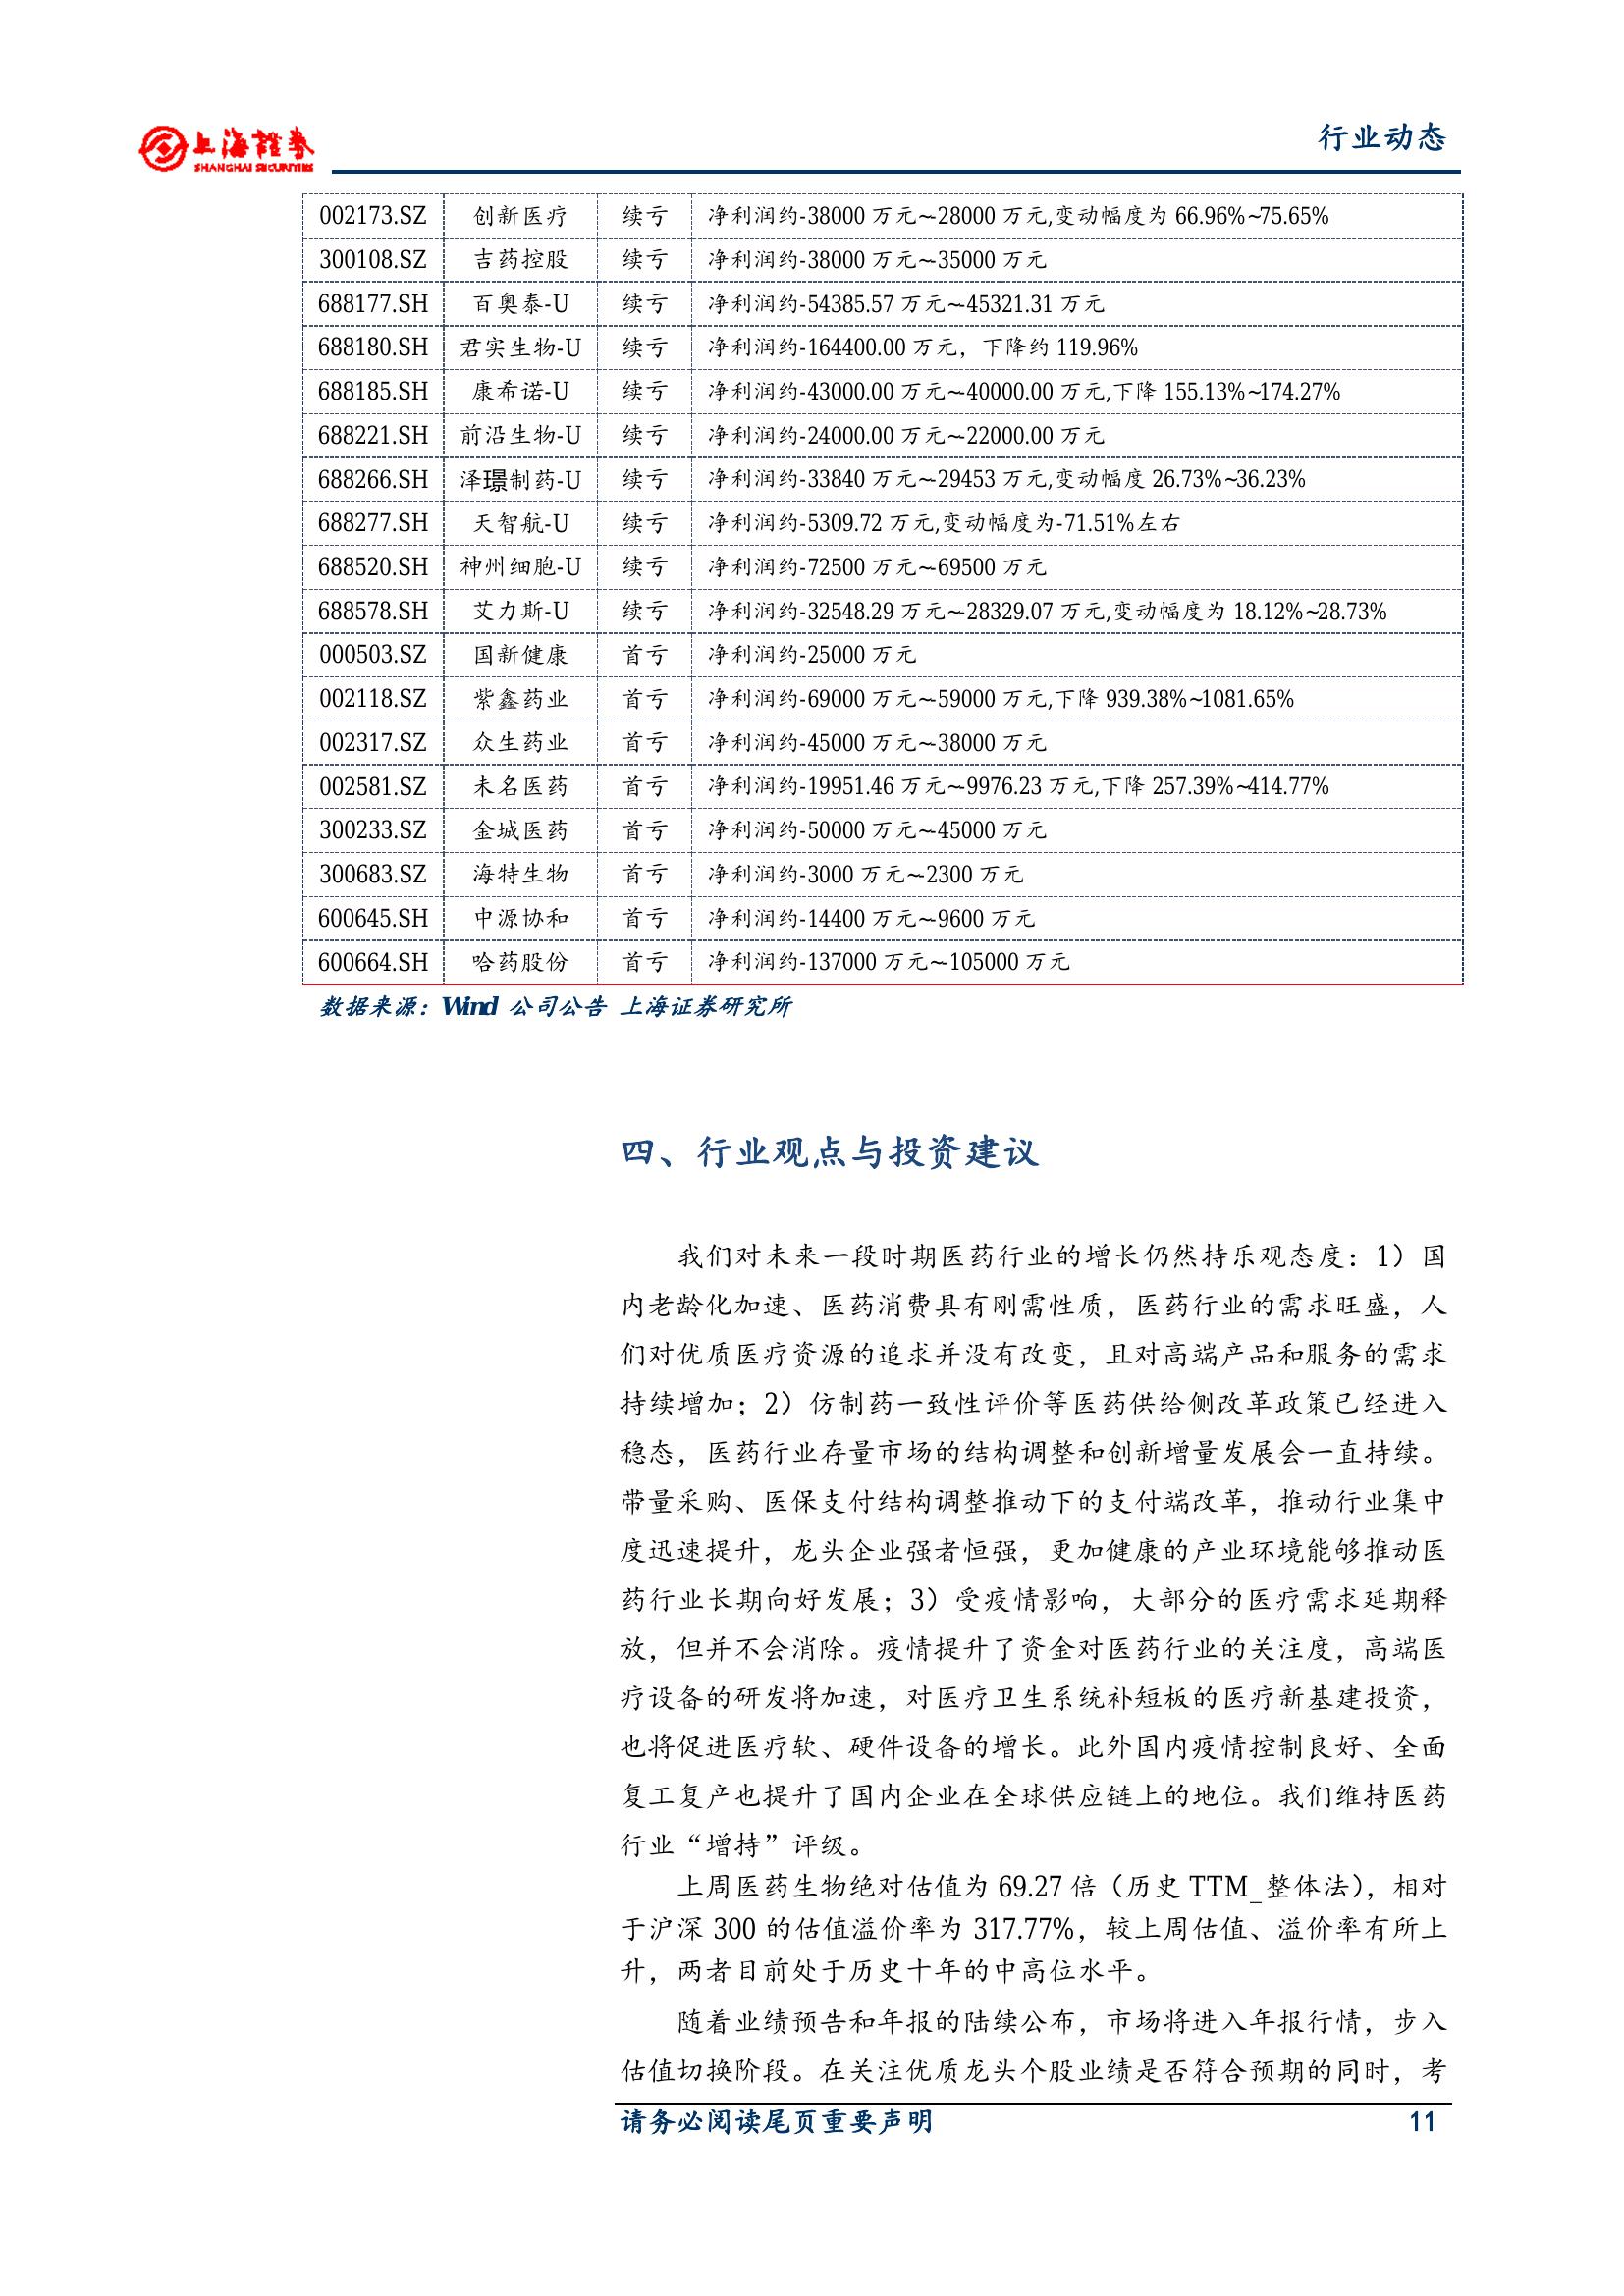 上海證券
SHANGHAI SECURITIES
行业动态
002173.SZ 创新医疗 续亏 净利润约-38000 万元~-28000 万元,变动幅度为 66.96%~75.65%
300108.SZ 吉药控股 续亏 净利润约-38000 万元~-35000 万元
688177.SH 百奥泰-U 续亏 净利润约-54385.57 万元~-45321.31 万元
688180.SH 君实生物-U 续亏 净利润约-164400.00 万元，下降约 119.96%
688185.SH 康希诺-U 续亏 净利润约-43000.00 万元~-40000.00 万元,下降 155.13%~174.27%
688221.SH 前沿生物-U 续亏 净利润约-24000.00 万元~-22000.00 万元
688266.SH 泽璟制药-U 续亏 净利润约-33840 万元~-29453 万元,变动幅度 26.73%~36.23%
688277.SH 天智航-U 续亏 净利润约-5309.72 万元,变动幅度为-71.51%左右
688520.SH 神州细胞-U 续亏 净利润约-72500 万元~-69500 万元
688578.SH 艾力斯-U 续亏 净利润约-32548.29 万元~-28329.07 万元,变动幅度为 18.12%~28.73%
000503.SZ 国新健康 首亏 净利润约-25000 万元
002118.SZ 紫鑫药业 首亏 净利润约-69000 万元~-59000 万元,下降 939.38%~1081.65%
002317.SZ 众生药业 首亏 净利润约-45000 万元~-38000 万元
002581.SZ 未名医药 首亏 净利润约-19951.46 万元~-9976.23 万元,下降 257.39%~414.77%
300233.SZ 金城医药 首亏 净利润约-50000 万元~-45000 万元
300683.SZ 海特生物 首亏 净利润约-3000 万元~-2300 万元
600645.SH 中源协和 首亏 净利润约-14400 万元~-9600 万元
600664.SH 哈药股份 首亏 净利润约-137000 万元~-105000 万元
数据来源：Wind 公司公告 上海证券研究所
四、行业观点与投资建议
我们对未来一段时期医药行业的增长仍然持乐观态度：1）国
内老龄化加速、医药消费具有刚需性质，医药行业的需求旺盛，人
们对优质医疗资源的追求并没有改变，且对高端产品和服务的需求
持续增加；2）仿制药一致性评价等医药供给侧改革政策已经进入
稳态，医药行业存量市场的结构调整和创新增量发展会一直持续。
带量采购、医保支付结构调整推动下的支付端改革，推动行业集中
度迅速提升，龙头企业强者恒强，更加健康的产业环境能够推动医
药行业长期向好发展；3）受疫情影响，大部分的医疗需求延期释
放，但并不会消除。疫情提升了资金对医药行业的关注度，高端医
疗设备的研发将加速，对医疗卫生系统补短板的医疗新基建投资，
也将促进医疗软、硬件设备的增长。此外国内疫情控制良好、全面
复工复产也提升了国内企业在全球供应链上的地位。我们维持医药
行业“增持”评级。
上周医药生物绝对估值为 69.27 倍（历史 TTM_整体法），相对
于沪深 300 的估值溢价率为 317.77%，较上周估值、溢价率有所上
升，两者目前处于历史十年的中高位水平。
随着业绩预告和年报的陆续公布，市场将进入年报行情，步入
估值切换阶段。在关注优质龙头个股业绩是否符合预期的同时，考
请务必阅读尾页重要声明 11